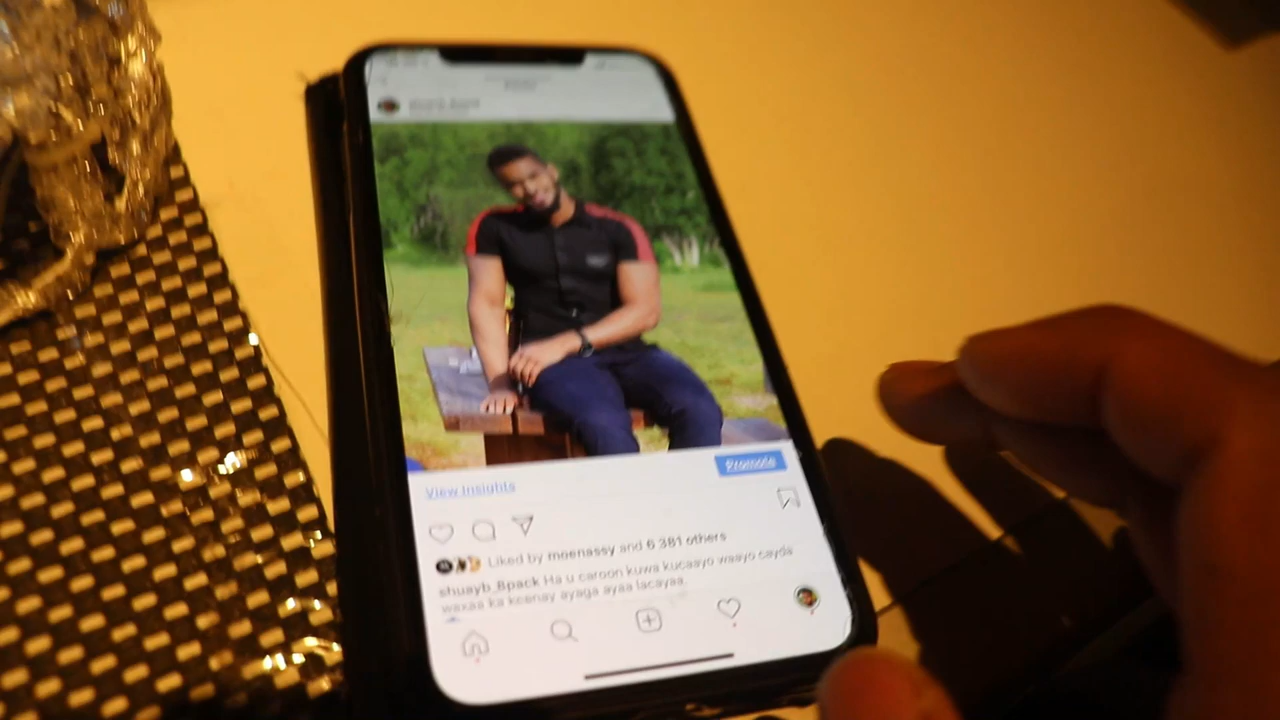 View Insights
Promote
Liked by moenassy and 6 381 others
shuayb_8pack Ha u caroon kuwa kucaayo waayo cayda
waxaa ka keenay ayaga ayaa lacayaa.